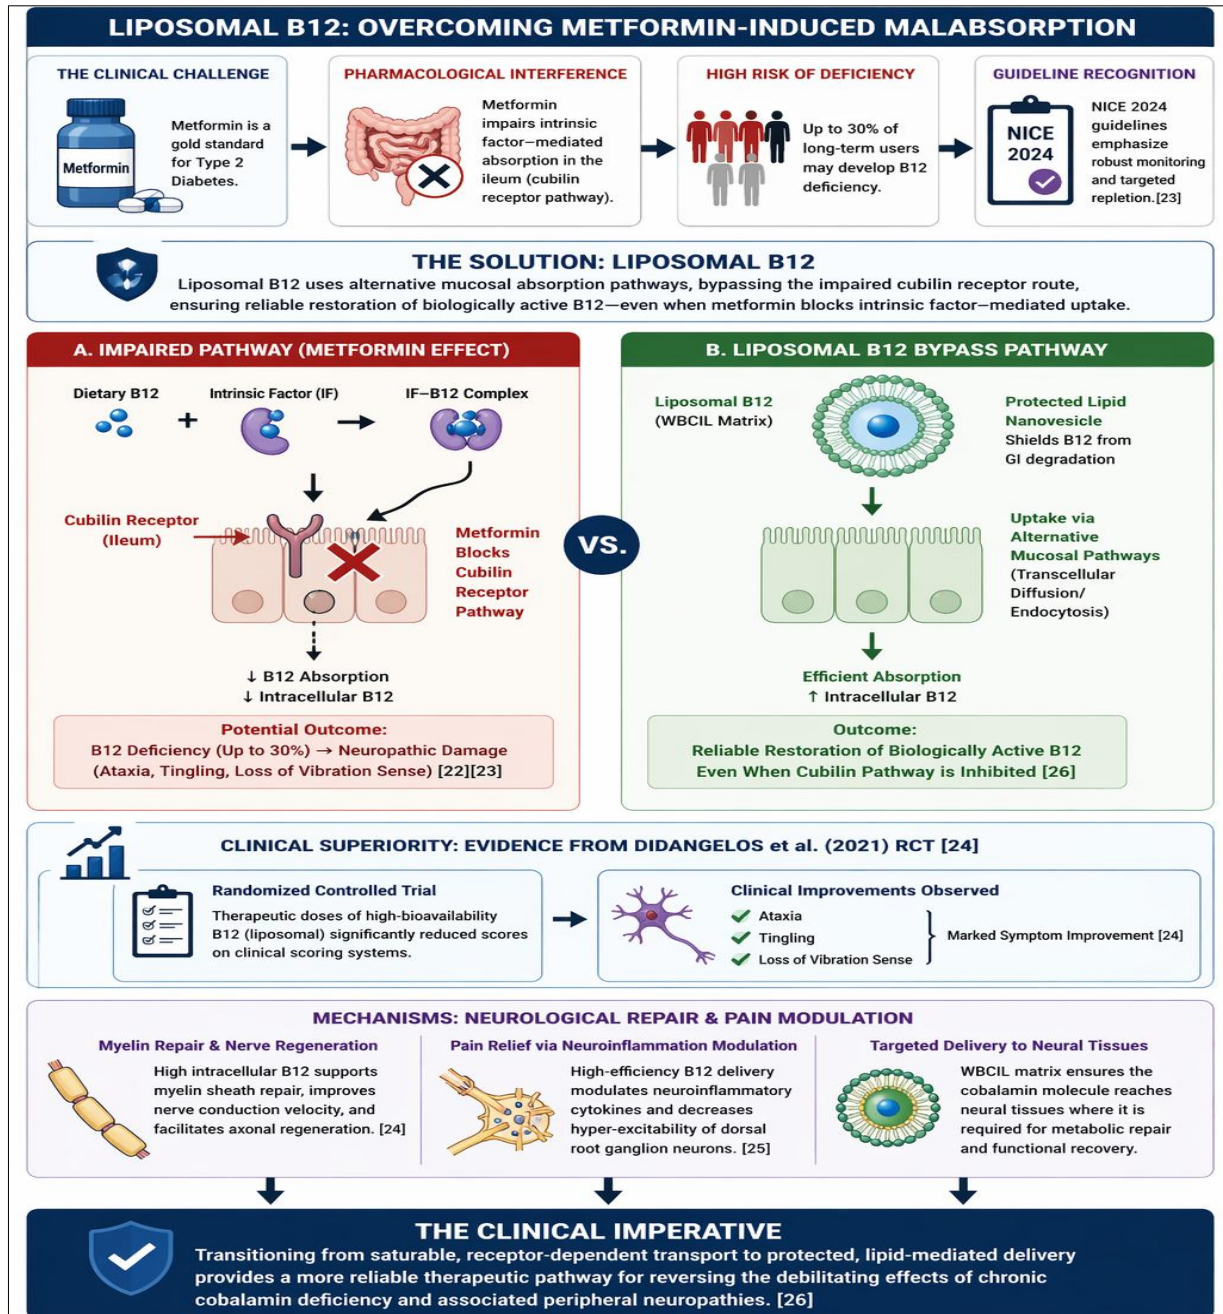 LIPOSOMAL B12: OVERCOMING METFORMIN-INDUCED MALABSORPTION
THE CLINICAL CHALLENGE
Metformin
Metformin is a
gold standard
for Type 2
Diabetes.
PHARMACOLOGICAL INTERFERENCE
Metformin
impairs intrinsic
factor–mediated
absorption in the
ileum (cubilin
receptor pathway).
HIGH RISK OF DEFICIENCY
Up to 30% of
long-term users
may develop B12
deficiency.
GUIDELINE RECOGNITION
NICE
2024
NICE 2024
guidelines
emphasize
robust monitoring
and targeted
repletion.[23]
THE SOLUTION: LIPOSOMAL B12
Liposomal B12 uses alternative mucosal absorption pathways, bypassing the impaired cubilin receptor route,
ensuring reliable restoration of biologically active B12—even when metformin blocks intrinsic factor–mediated uptake.
A. IMPAIRED PATHWAY (METFORMIN EFFECT)
Dietary B12
+
Intrinsic Factor (IF)
IF–B12 Complex
Cubilin Receptor
(Ileum)
Metformin
Blocks
Cubilin
Receptor
Pathway
↓ B12 Absorption
↓ Intracellular B12
Potential Outcome:
B12 Deficiency (Up to 30%) → Neuropathic Damage
(Ataxia, Tingling, Loss of Vibration Sense) [22][23]
VS.
B. LIPOSOMAL B12 BYPASS PATHWAY
Liposomal B12
(WBCIL Matrix)
Protected Lipid
Nanovesicle
Shields B12 from
GI degradation
Uptake via
Alternative
Mucosal Pathways
(Transcellular
Diffusion/
Endocytosis)
Efficient Absorption
↑ Intracellular B12
Outcome:
Reliable Restoration of Biologically Active B12
Even When Cubilin Pathway is Inhibited [26]
CLINICAL SUPERIORITY: EVIDENCE FROM DIDANGELOS et al. (2021) RCT [24]
Randomized Controlled Trial
Therapeutic doses of high-bioavailability
B12 (liposomal) significantly reduced scores
on clinical scoring systems.
Clinical Improvements Observed
Ataxia
Tingling
Loss of Vibration Sense
Marked Symptom Improvement [24]
MECHANISMS: NEUROLOGICAL REPAIR & PAIN MODULATION
Myelin Repair & Nerve Regeneration
High intracellular B12 supports
myelin sheath repair, improves
nerve conduction velocity, and
facilitates axonal regeneration. [24]
Pain Relief via Neuroinflammation Modulation
High-efficiency B12 delivery
modulates neuroinflammatory
cytokines and decreases
hyper-excitability of dorsal
root ganglion neurons. [25]
Targeted Delivery to Neural Tissues
WBCIL matrix ensures the
cobalamin molecule reaches
neural tissues where it is
required for metabolic repair
and functional recovery.
THE CLINICAL IMPERATIVE
Transitioning from saturable, receptor-dependent transport to protected, lipid-mediated delivery
provides a more reliable therapeutic pathway for reversing the debilitating effects of chronic
cobalamin deficiency and associated peripheral neuropathies. [26]